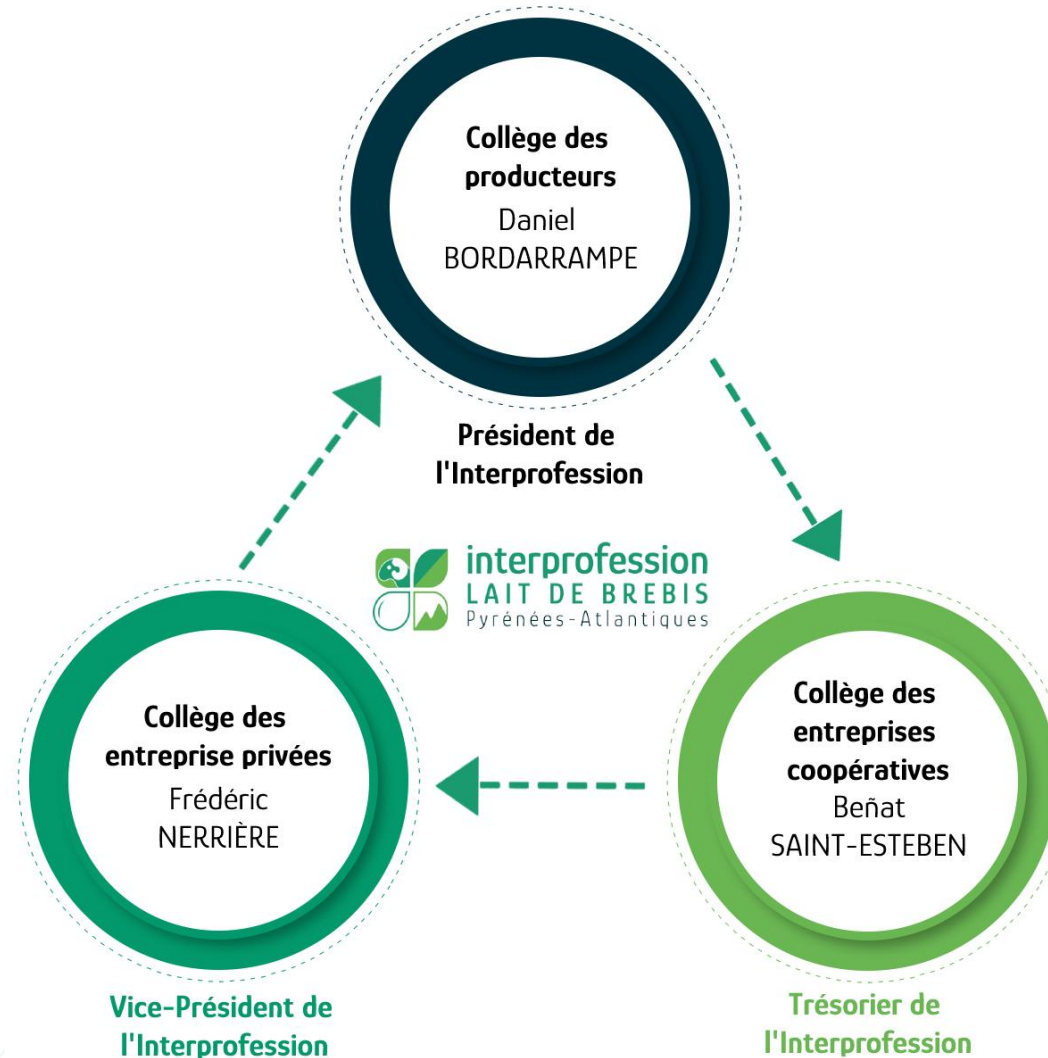 Collège des
producteurs
Daniel
BORDARRAMPE
Président de
l'Interprofession
interprofession
LAIT DE BREBIS
Pyrénées-Atlantiques
Collège des
entreprise privées
Frédéric
NERRIÈRE
Vice-Président de
l'Interprofession
Collège des
entreprises
coopératives
Beñat
SAINT-ESTEBEN
Trésorier de
l'Interprofession